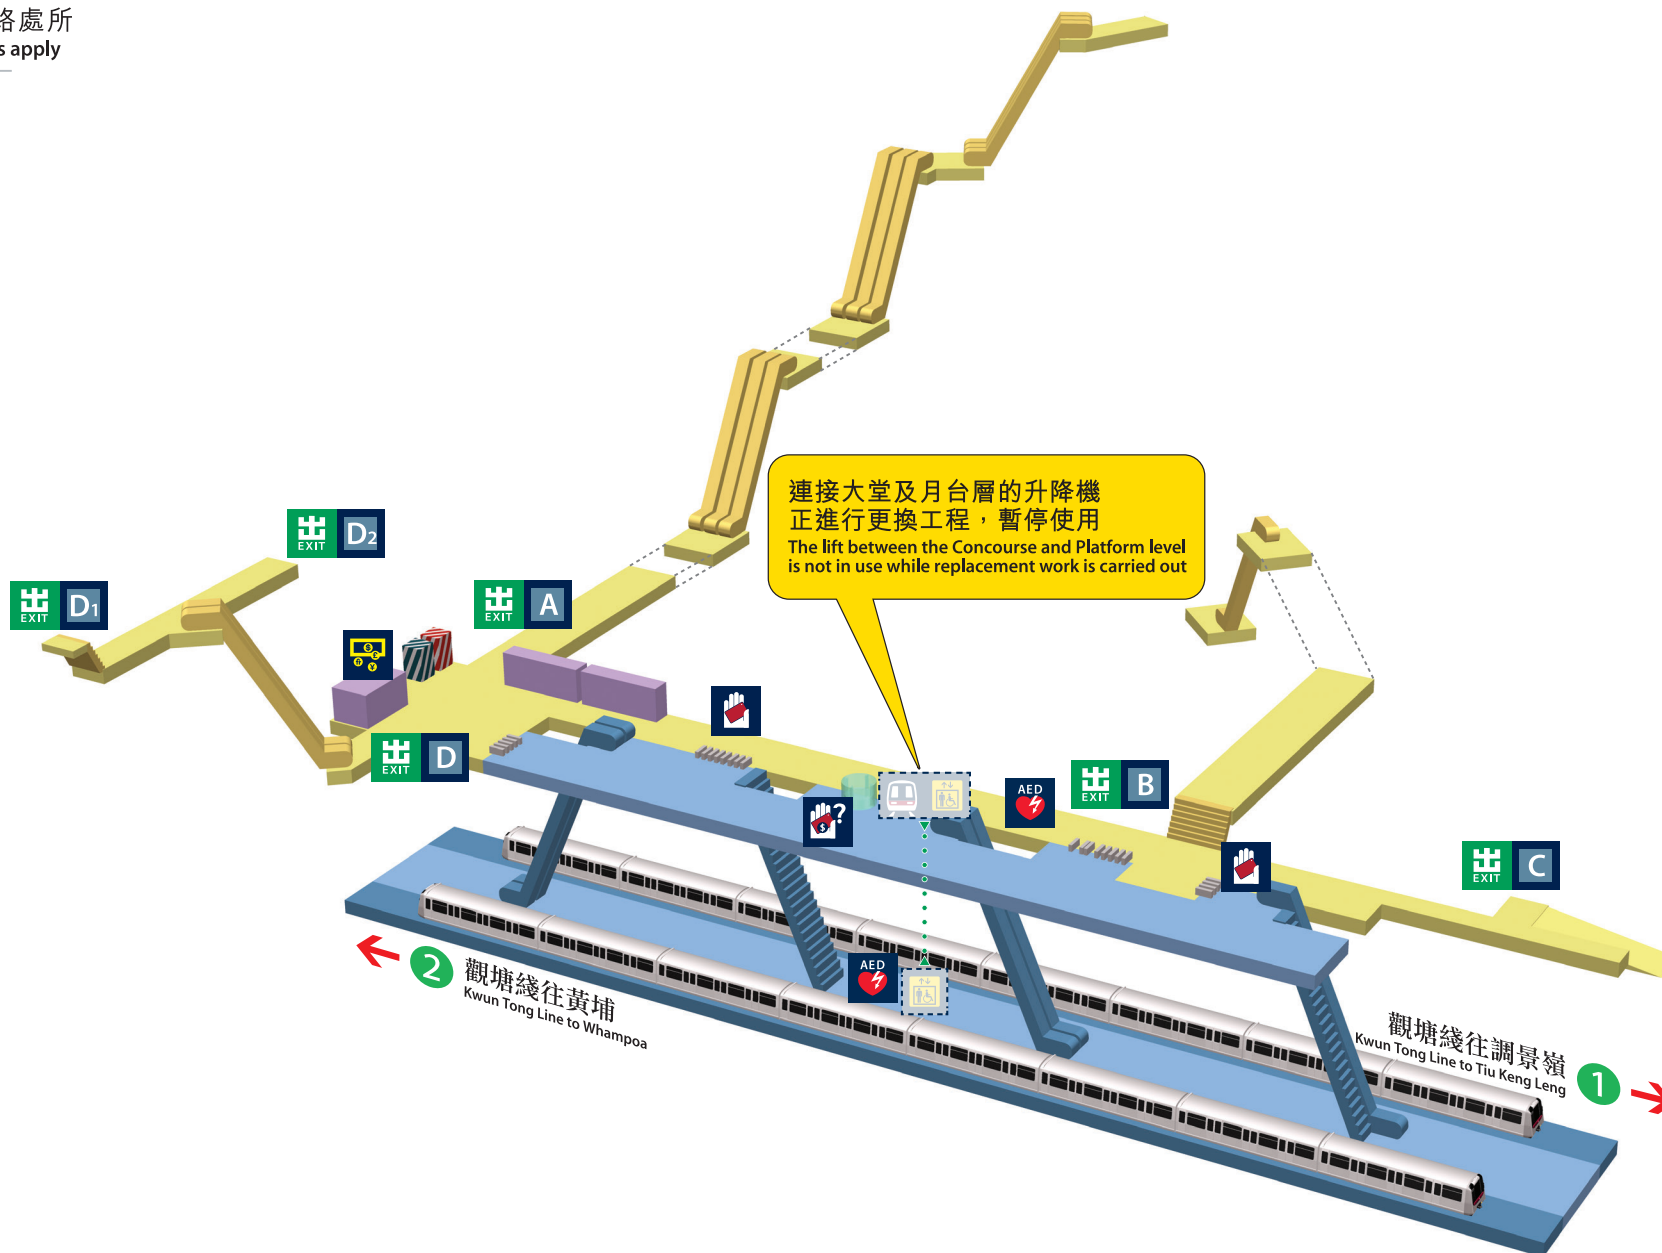 絡處所
s apply
EXIT D2
EXIT D1
EXIT A
連接大堂及月台層的升降機
正進行更換工程，暫停使用
The lift between the Concourse and Platform level
is not in use while replacement work is carried out
EXIT D
AED
EXIT B
EXIT C
?
$
AED
2 觀塘綫往黃埔
Kwun Tong Line to Whampoa
觀塘綫往調景嶺 1
Kwun Tong Line to Tiu Keng Leng